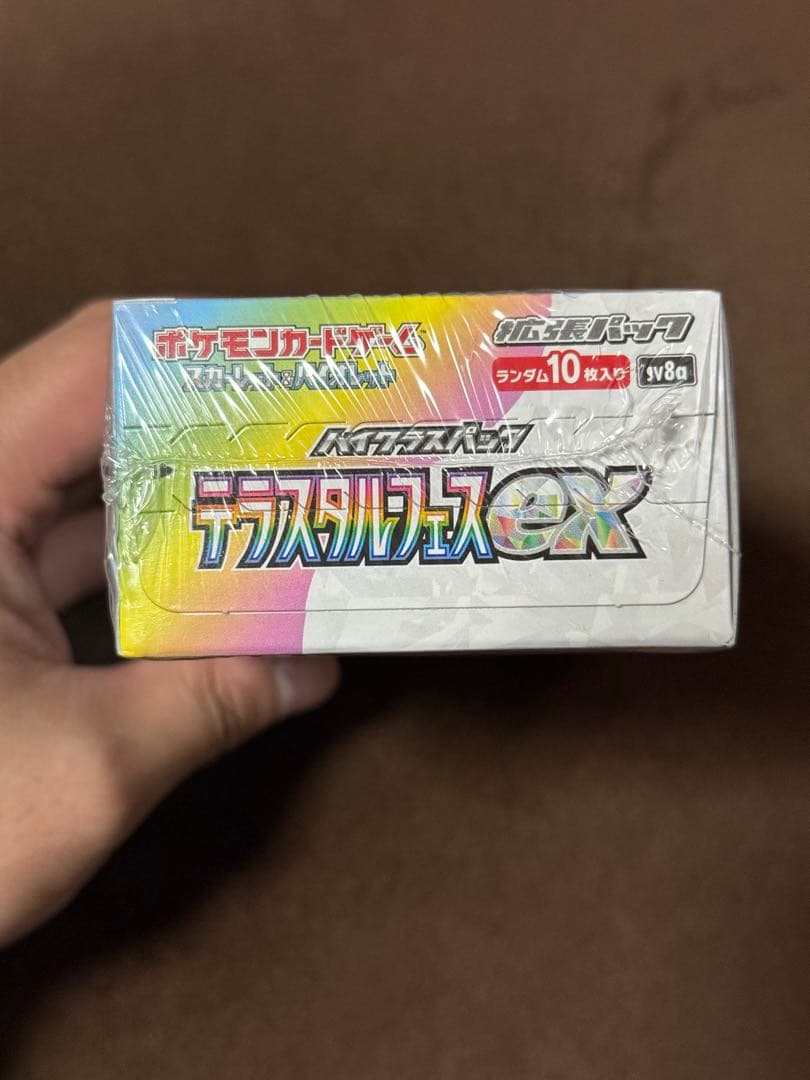 ポケモンカードゲーム™
スカーレット&バイオレット
拡張パック
ランダム10枚入り sv8a
ハイクラスパック
テラスタルフェスex